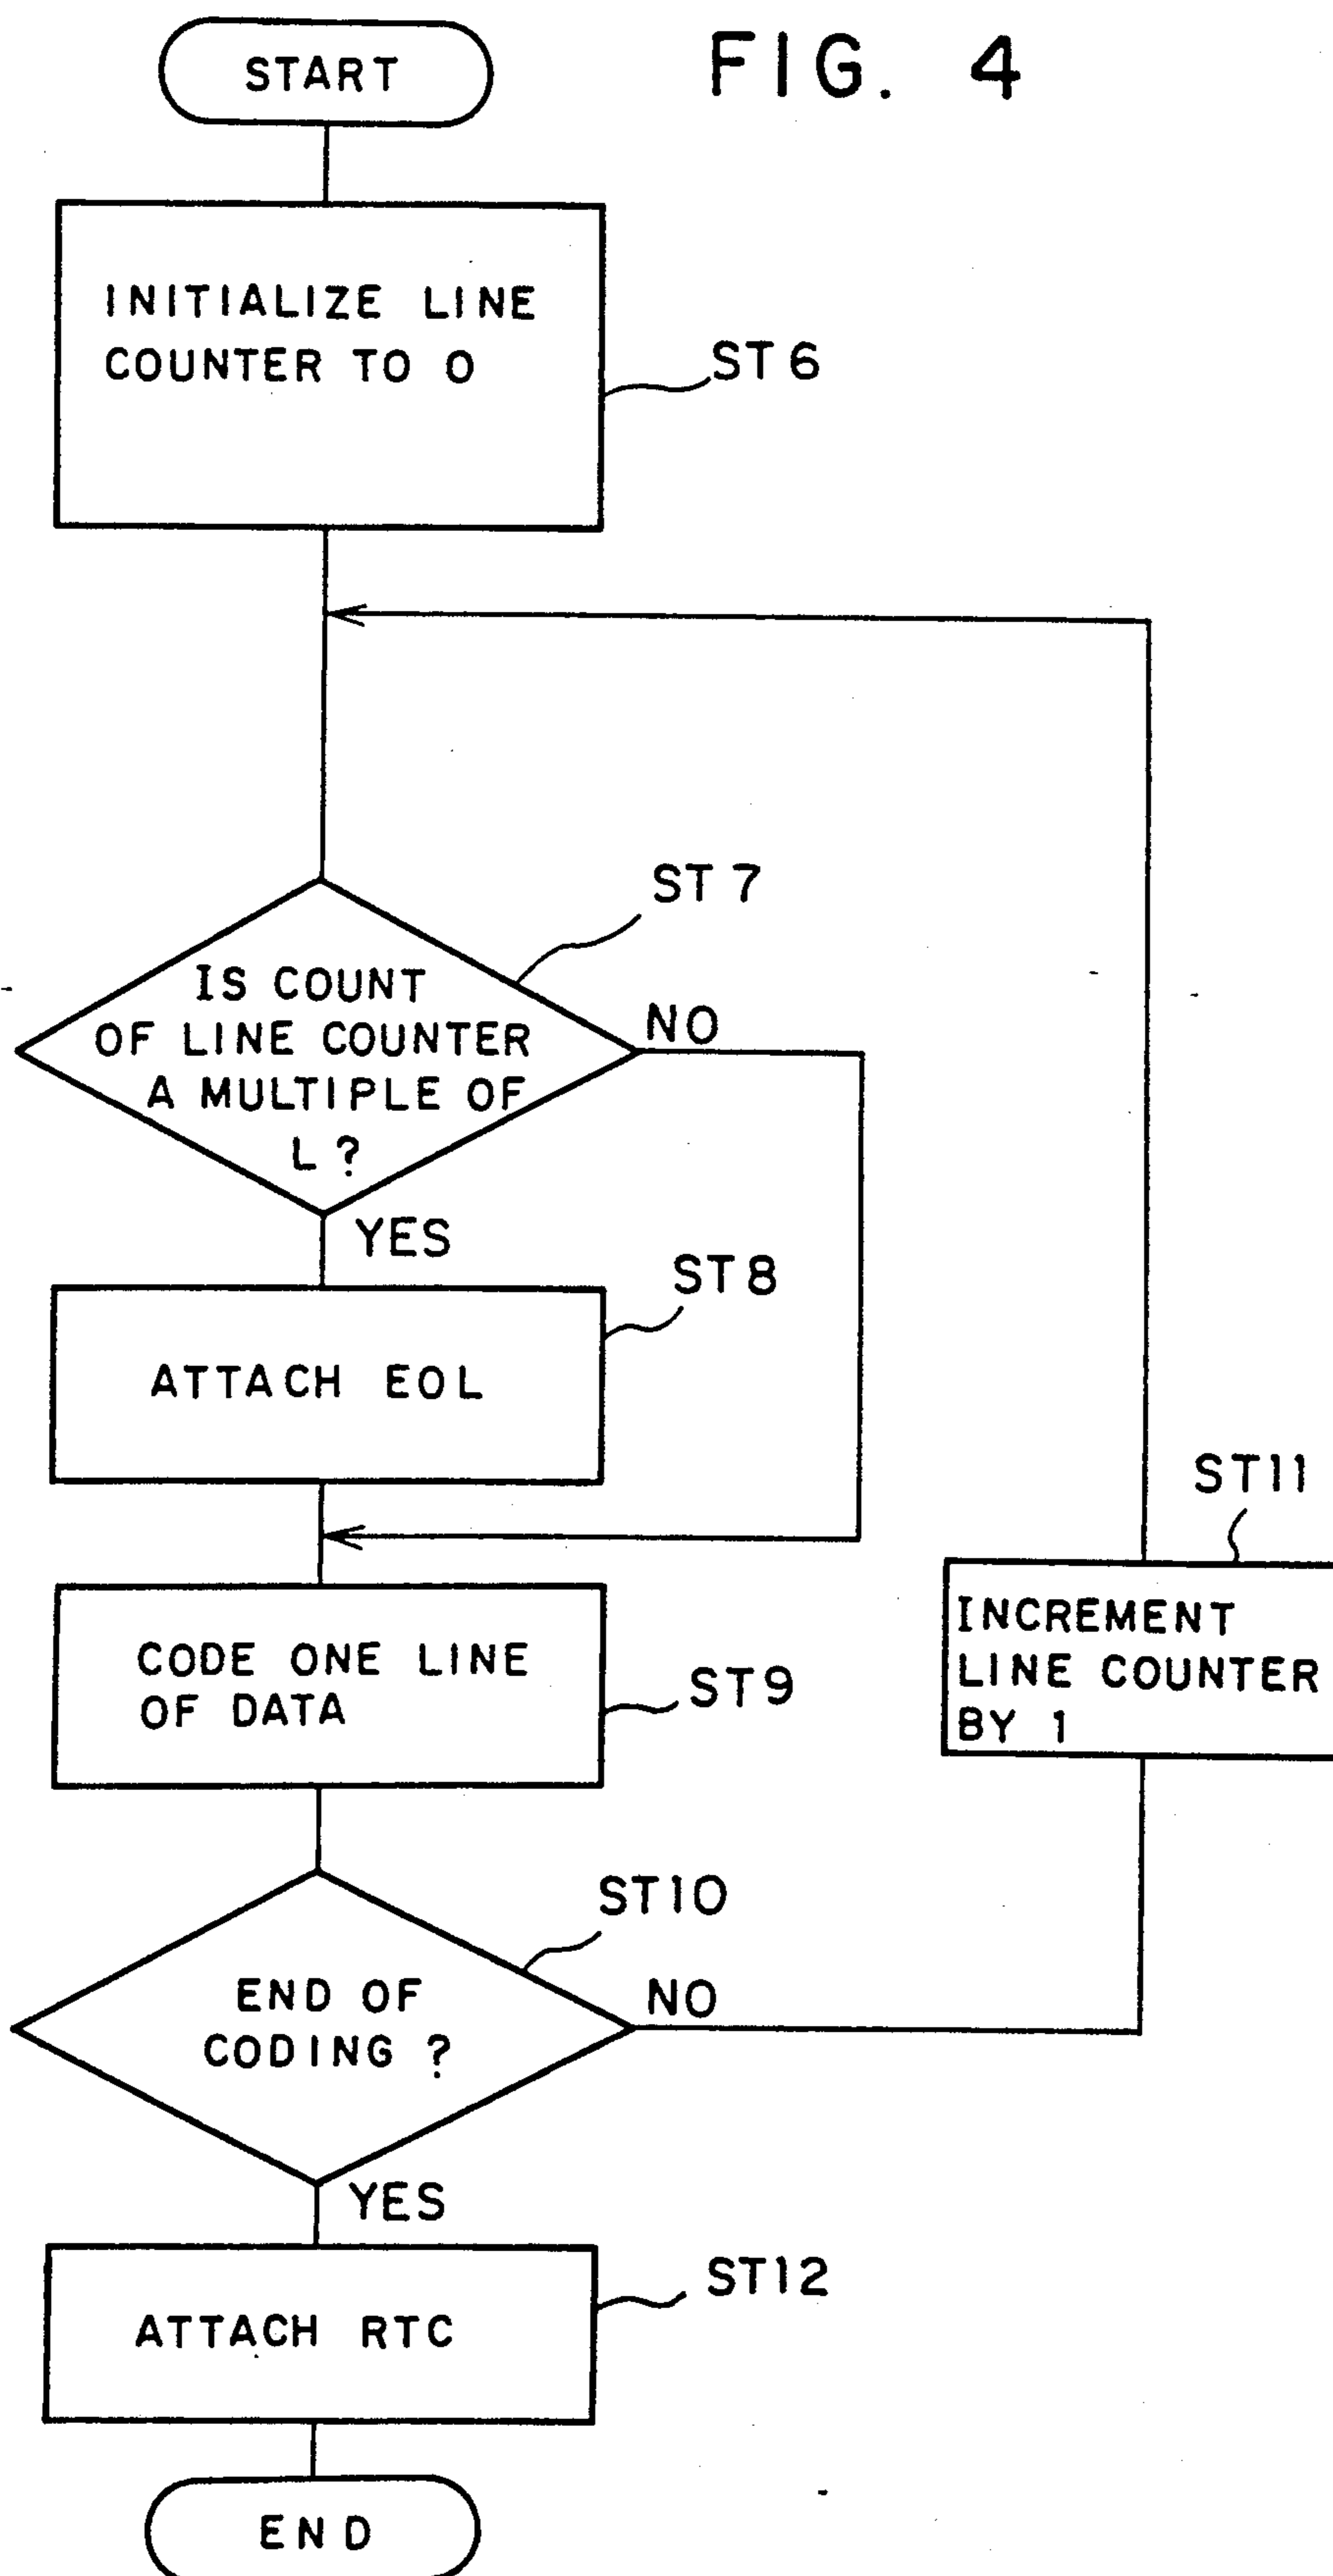 FIG. 4
START
INITIALIZE LINE
COUNTER TO 0
ST6
ST7
IS COUNT
OF LINE COUNTER
A MULTIPLE OF
L?
NO
YES
ST8
ATTACH EOL
ST11
INCREMENT
LINE COUNTER
BY 1
CODE ONE LINE
OF DATA
ST9
ST10
END OF
CODING ?
NO
YES
ST12
ATTACH RTC
END